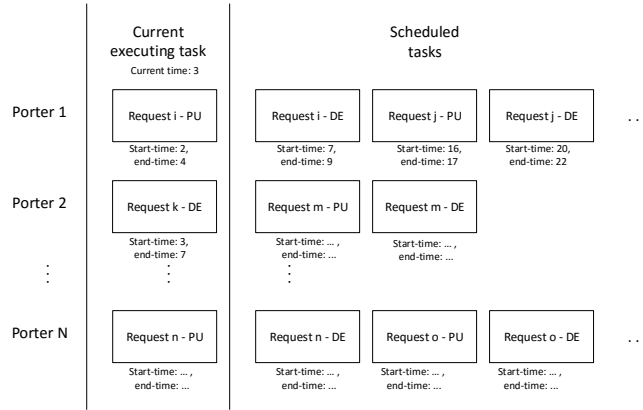 Current
executing task
Current time: 3
Scheduled
tasks
Porter 1
Request i - PU
Request i - DE
Request j - PU
Request j - DE
. .
Start-time: 2,
end-time: 4
Start-time: 7,
end-time: 9
Start-time: 16,
end-time: 17
Start-time: 20,
end-time: 22
Porter 2
Request k - DE
Request m - PU
Request m - DE
Start-time: 3,
end-time: 7
Start-time: ... ,
end-time: ...
Start-time: ... ,
end-time: ...
Porter N
Request n - PU
Request n - DE
Request o - PU
Request o - DE
. .
Start-time: ... ,
end-time: ...
Start-time: ... ,
end-time: ...
Start-time: ... ,
end-time: ...
Start-time: ... ,
end-time: ...